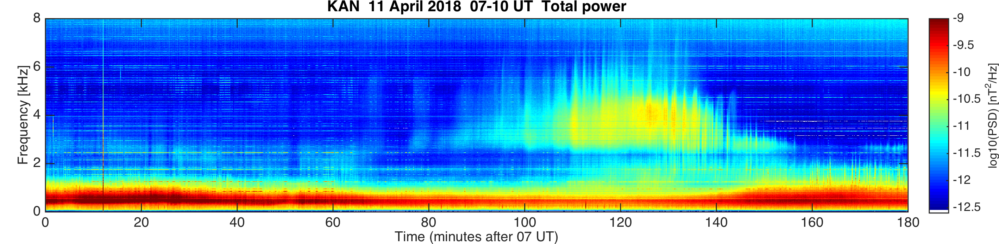 KAN 11 April 2018 07-10 UT Total power
8
6
4
2
0
Frequency [kHz]
0 20 40 60 80 100 120 140 160 180
Time (minutes after 07 UT)
-9
-9.5
-10
-10.5
-11
-11.5
-12
-12.5
log10(PSD) [nT²/Hz]